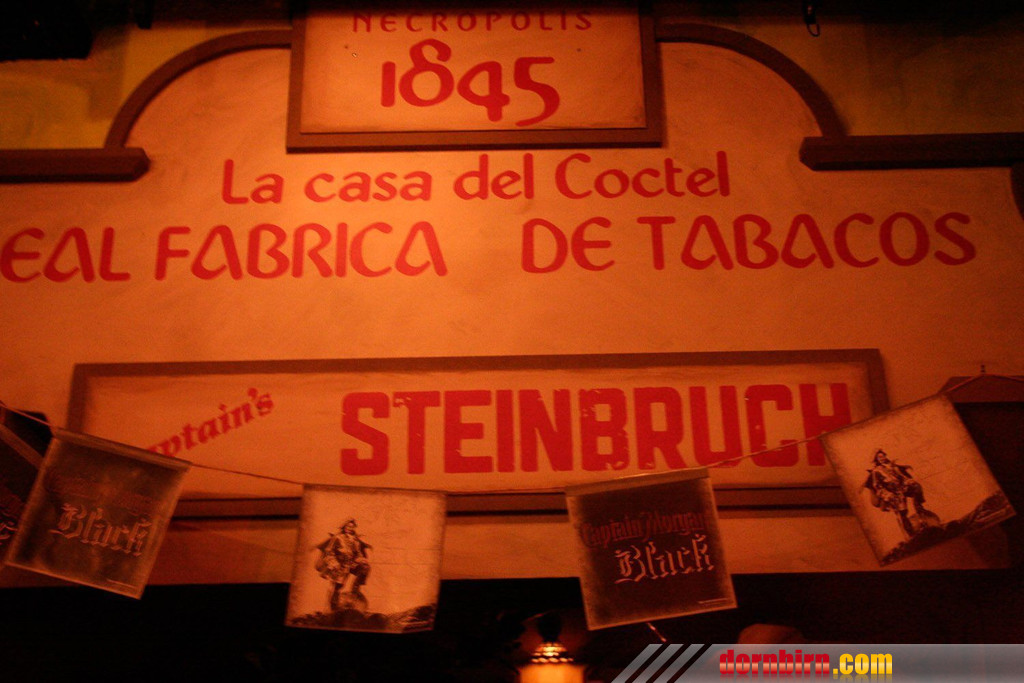 NECROPOLIS
1845
La casa del Coctel
EAL FABRICA DE TABACOS
ptain's STEINBRUCH
Black
Captain Morgan
Black
dornbirn.com